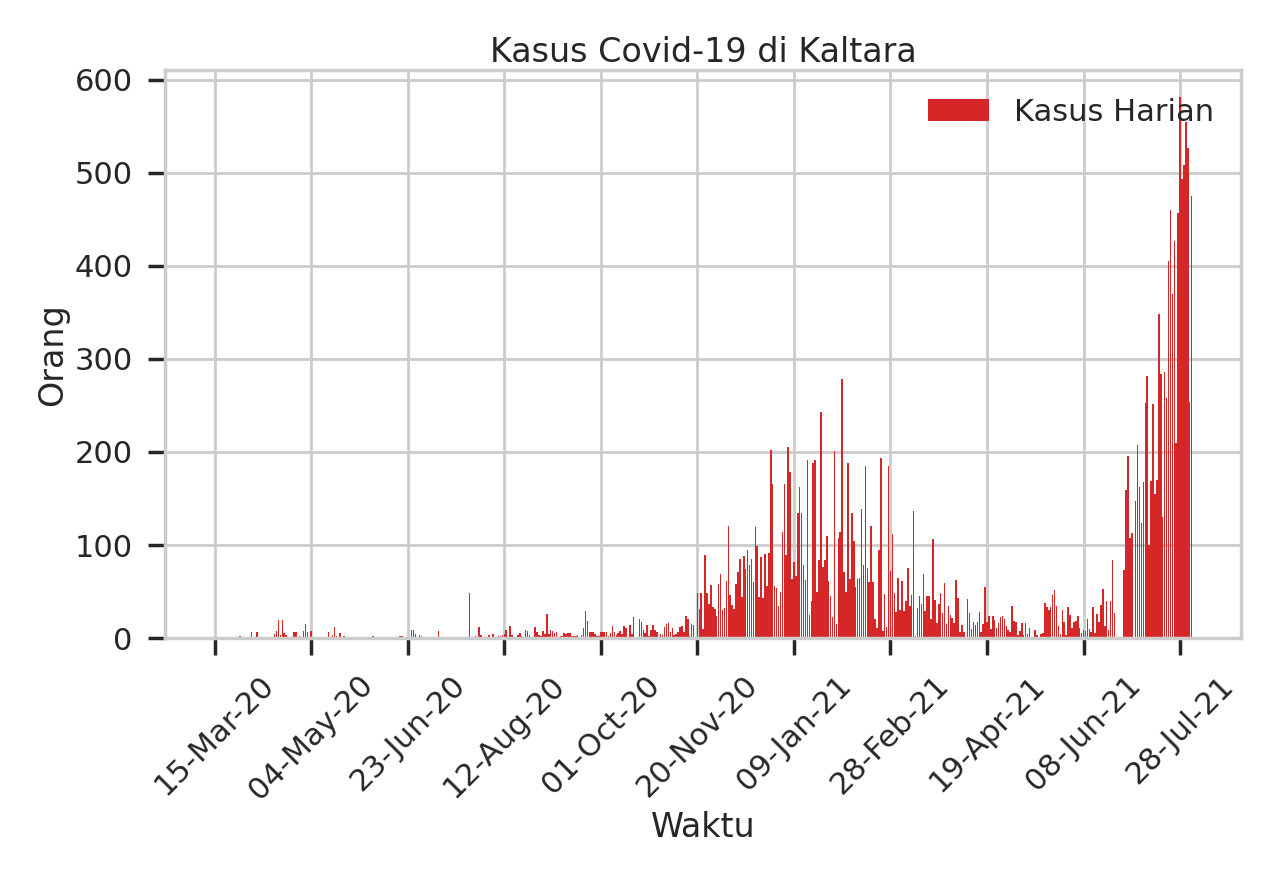 Kasus Covid-19 di Kaltara
Kasus Harian
Orang
600
500
400
300
200
100
0
15-Mar-20
04-May-20
23-Jun-20
12-Aug-20
01-Oct-20
20-Nov-20
09-Jan-21
28-Feb-21
19-Apr-21
08-Jun-21
28-Jul-21
Waktu